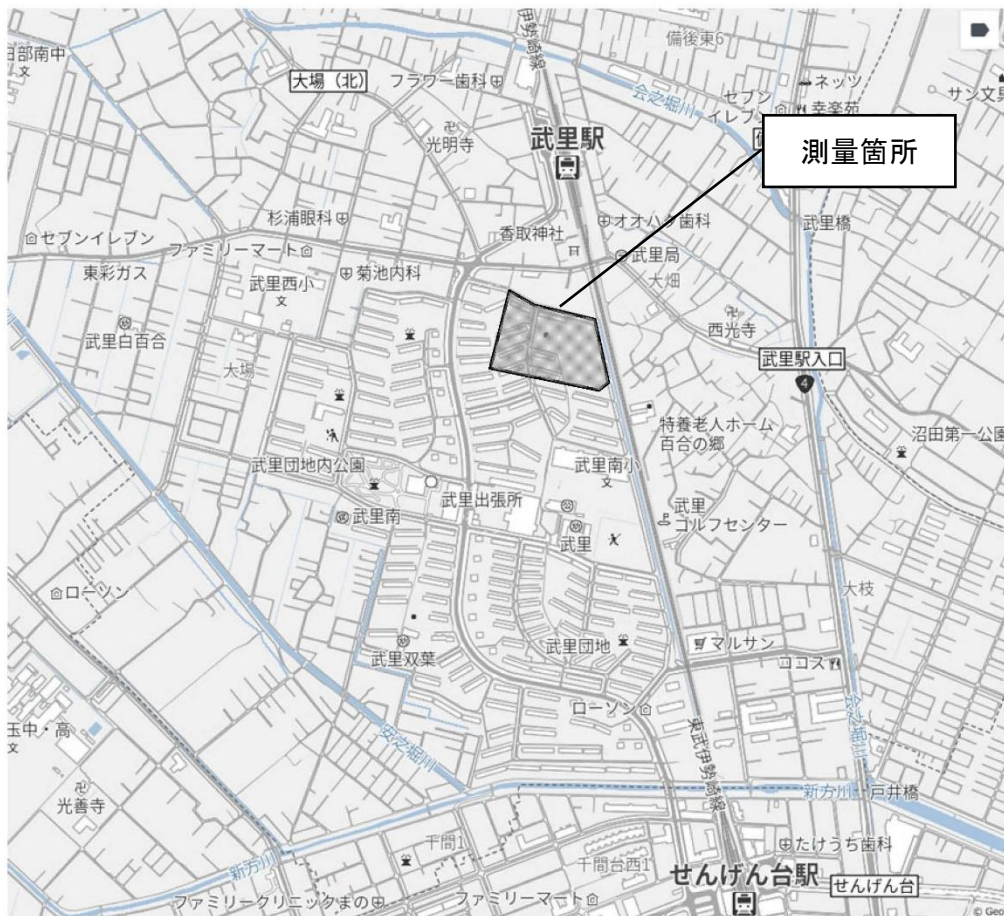 備後東6
日部南中
文
大場（北）
フラワー歯科
伊勢崎線
会之堀川
セブン
イレブン
ネッツ
幸楽苑
サン文里
光明寺
武里駅
測量箇所
杉浦眼科
オオハタ歯科
武里橋
香取神社
セブンイレブン
ファミリーマート
武里局
東彩ガス
菊池内科
大畑
武里西小
文
武里白百合
西光寺
大場
武里駅入口
4
特養老人ホーム
百合の郷
沼田第一公園
武里団地内公園
武里南小
文
武里出張所
武里南
武里
武里
ゴルフセンター
ローソン
大枝
武里双葉
武里団地
マルサン
ココス
ローソン
玉中・高
文
東武伊勢崎線
会之堀川
安之堀川
光善寺
新方川
戸井橋
千間1
たけうち歯科
新方川
千間台西1
せんげん台駅
せんげん台
ファミリークリニックまの
ファミリーマート